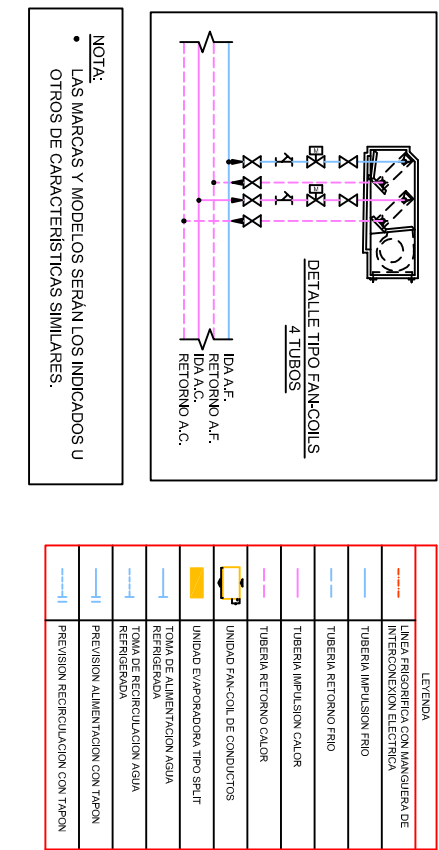 DETALLE TIPO FAN-COILS
4 TUBOS
IDA A.F.
RETORNO A.F.
IDA A.C.
RETORNO A.C.
NOTA:
• LAS MARCAS Y MODELOS SERÁN LOS INDICADOS U
OTROS DE CARACTERÍSTICAS SIMILARES.
LEYENDA
LINEA FRIGORIFICA CON MANGUERA DE
INTERCONEXION ELECTRICA
TUBERIA IMPULSION FRIO
TUBERIA RETORNO FRIO
TUBERIA IMPULSION CALOR
TUBERIA RETORNO CALOR
UNIDAD FAN-COIL DE CONDUCTOS
UNIDAD EVAPORADORA TIPO SPLIT
TOMA DE ALIMENTACION AGUA
REFRIGERADA
TOMA DE RECIRCULACION AGUA
REFRIGERADA
PREVISION ALIMENTACION CON TAPON
PREVISION RECIRCULACION CON TAPON